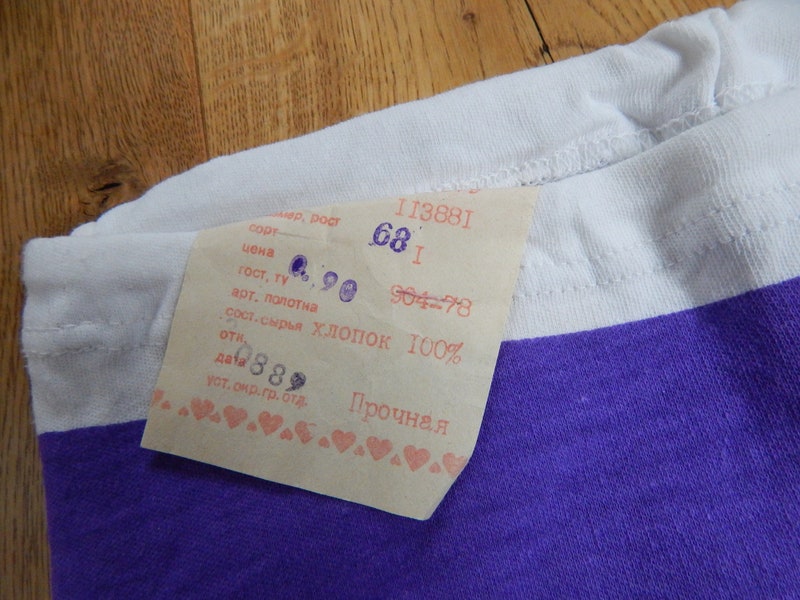 113881
мер, рост 68
сорт I
цена 0.90
гост, ту 904-78
арт. полотна
сост. сырья хлопок 100%
отк.
дата 0889
уст. окр. гр. отд. Прочная